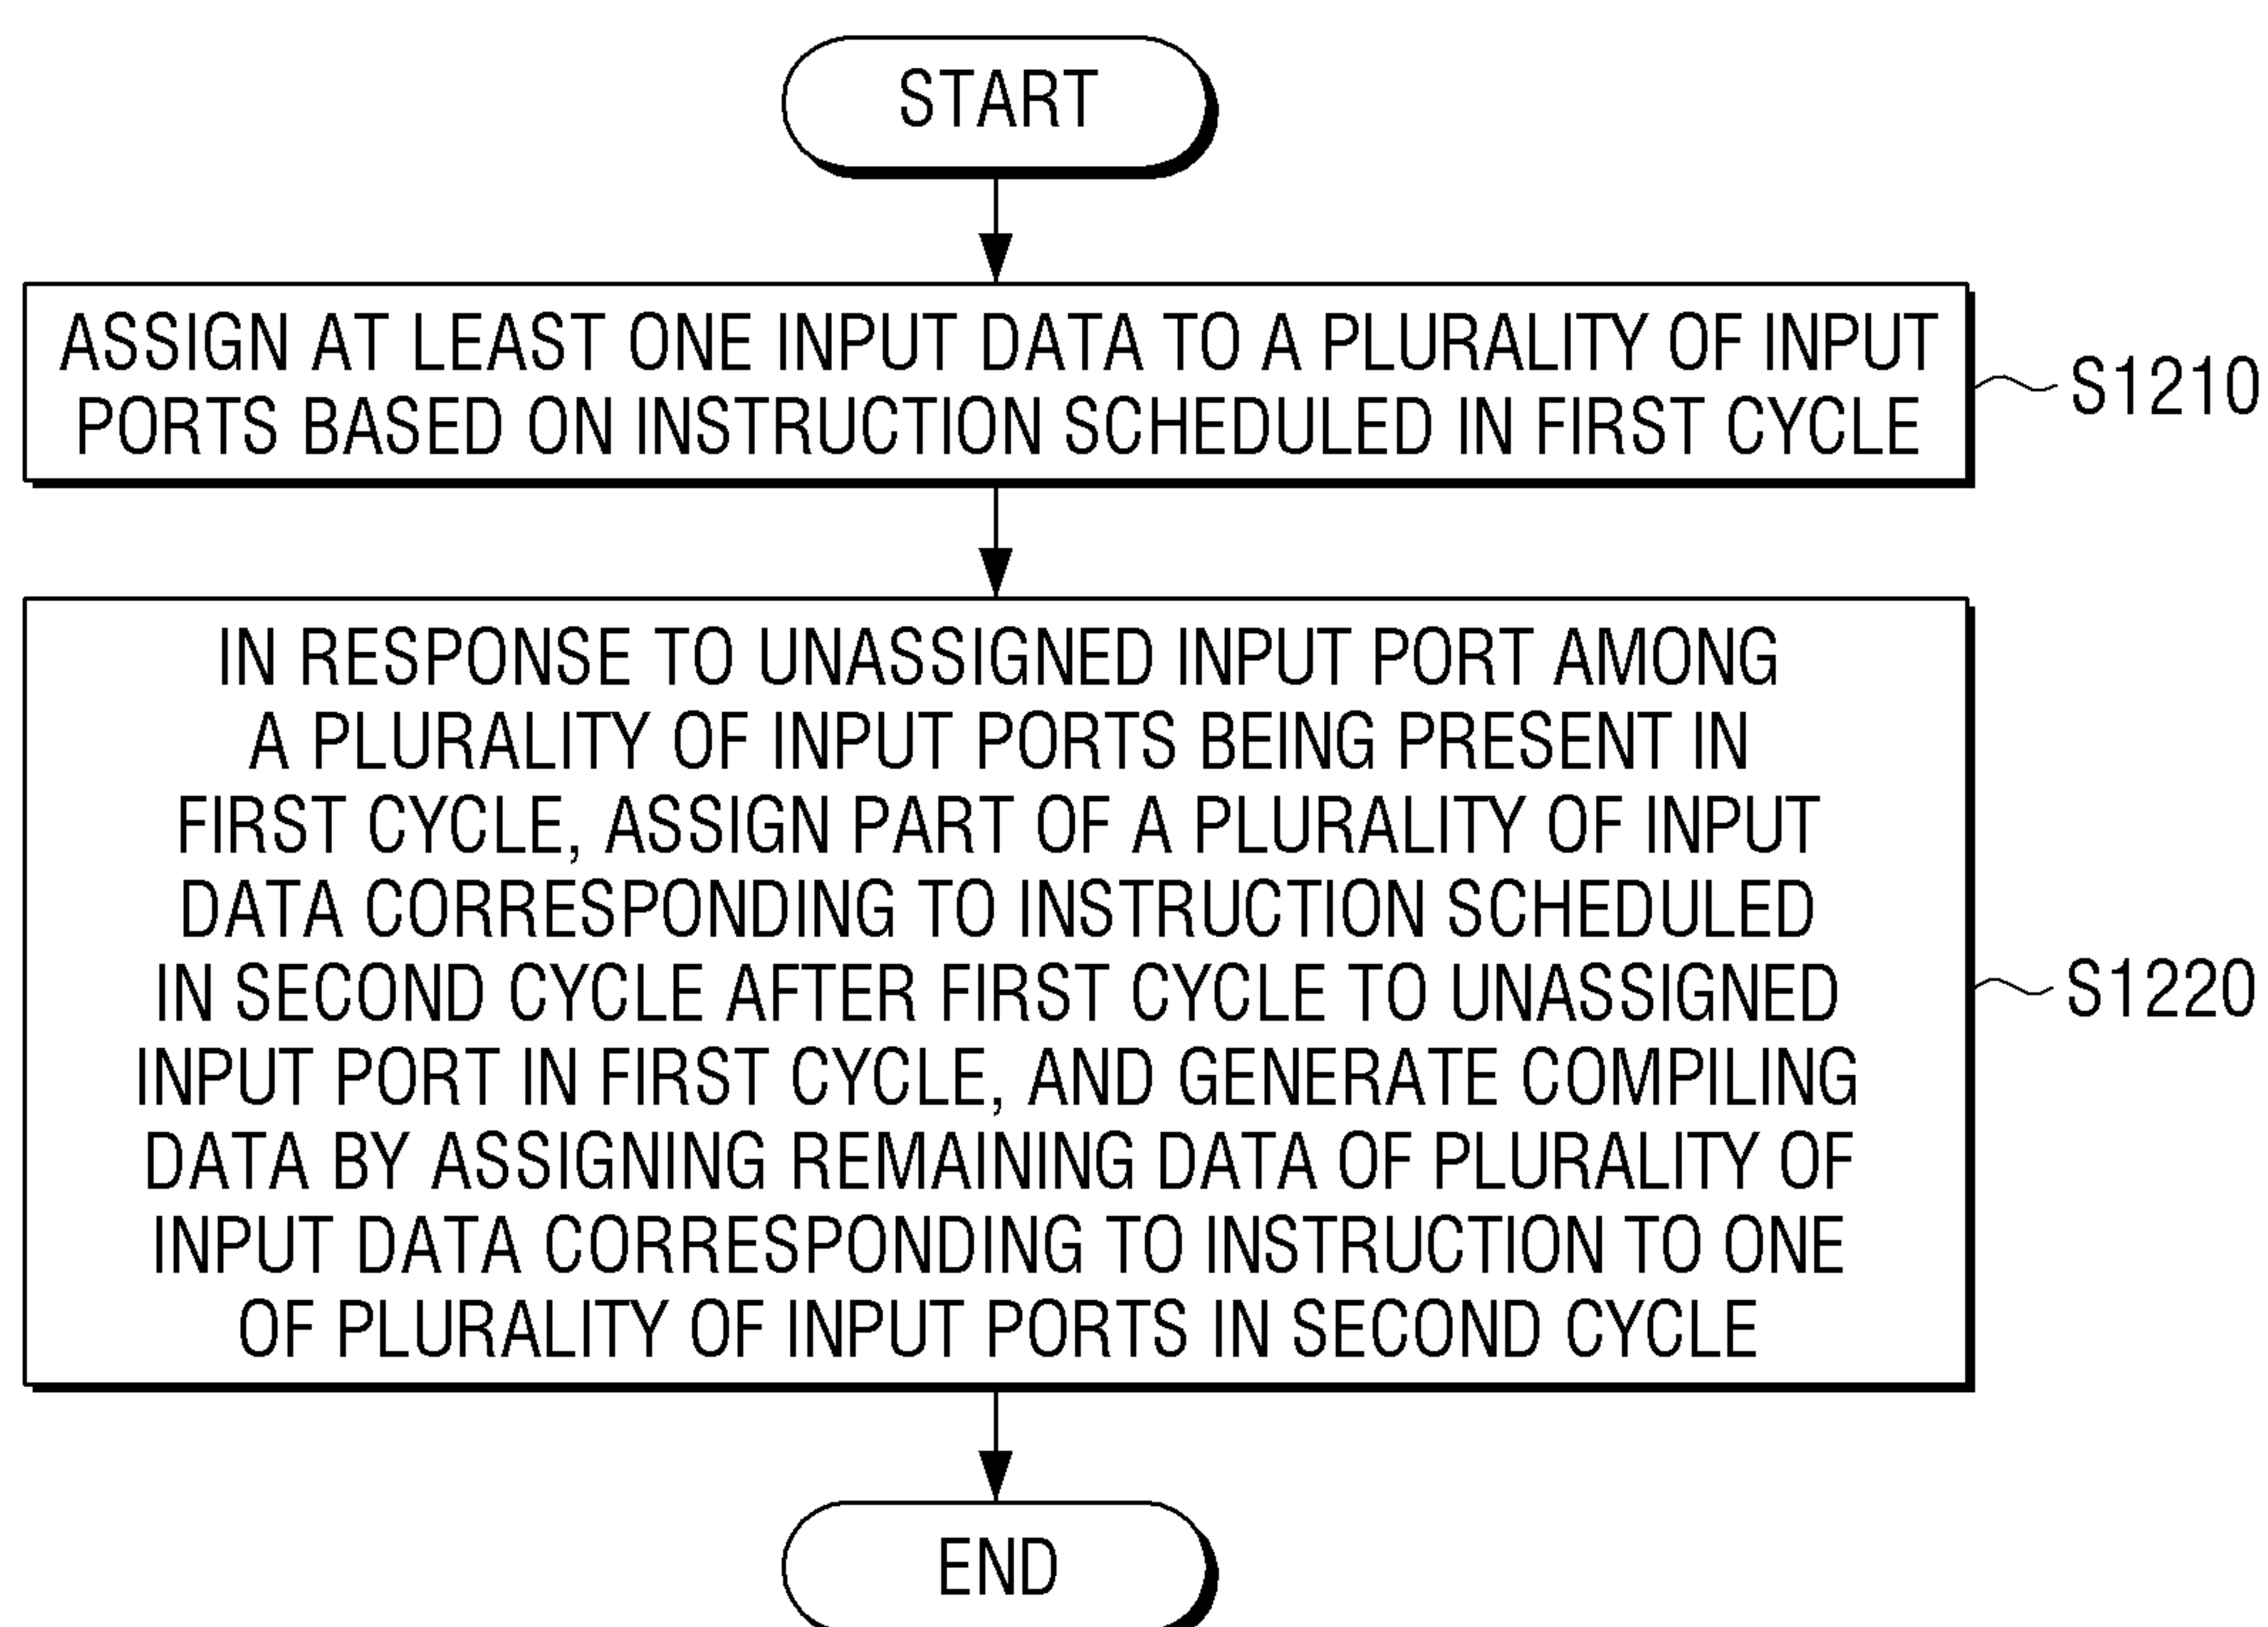 START
ASSIGN AT LEAST ONE INPUT DATA TO A PLURALITY OF INPUT
PORTS BASED ON INSTRUCTION SCHEDULED IN FIRST CYCLE
S1210
IN RESPONSE TO UNASSIGNED INPUT PORT AMONG
A PLURALITY OF INPUT PORTS BEING PRESENT IN
FIRST CYCLE, ASSIGN PART OF A PLURALITY OF INPUT
DATA CORRESPONDING TO INSTRUCTION SCHEDULED
IN SECOND CYCLE AFTER FIRST CYCLE TO UNASSIGNED
INPUT PORT IN FIRST CYCLE, AND GENERATE COMPILING
DATA BY ASSIGNING REMAINING DATA OF PLURALITY OF
INPUT DATA CORRESPONDING TO INSTRUCTION TO ONE
OF PLURALITY OF INPUT PORTS IN SECOND CYCLE
S1220
END